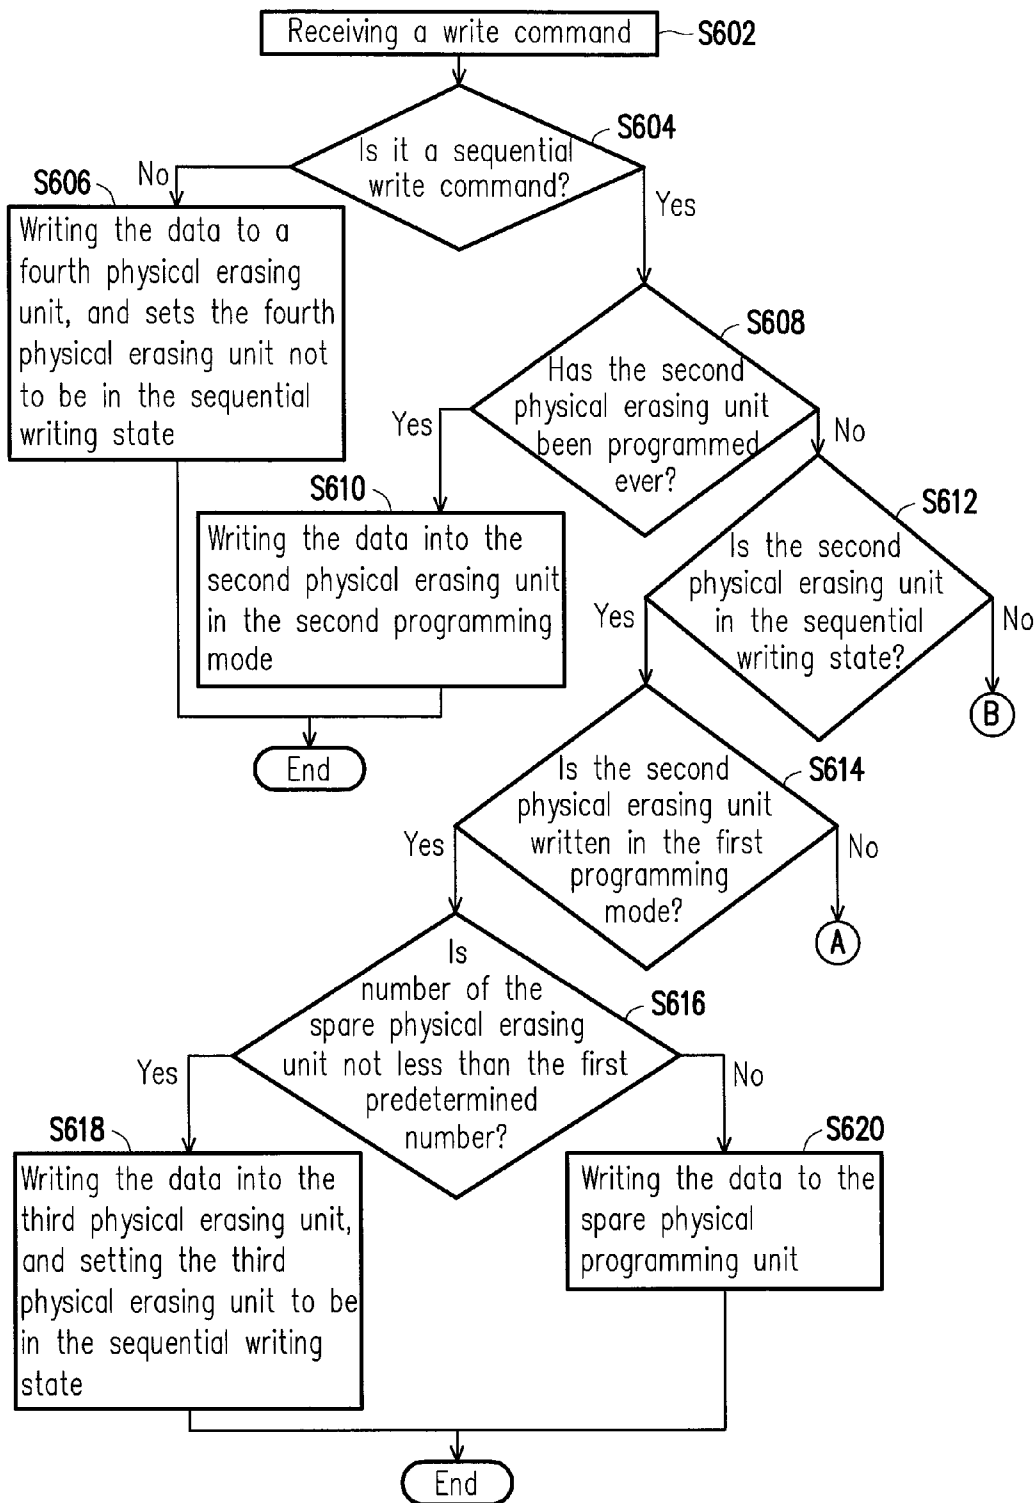 Receiving a write command
S602
S604
Is it a sequential
write command?
No
Yes
S606
Writing the data to a
fourth physical erasing
unit, and sets the fourth
physical erasing unit not
to be in the sequential
writing state
S608
Has the second
physical erasing unit
been programmed
ever?
Yes
No
S610
Writing the data into the
second physical erasing unit
in the second programming
mode
S612
Is the second
physical erasing unit
in the sequential
writing state?
Yes
No
B
End
S614
Is the second
physical erasing unit
written in the first
programming
mode?
Yes
No
A
S616
Is
number of the
spare physical erasing
unit not less than the first
predetermined
number?
Yes
No
S618
Writing the data into the
third physical erasing unit,
and setting the third
physical erasing unit to be
in the sequential writing
state
S620
Writing the data to the
spare physical
programming unit
End